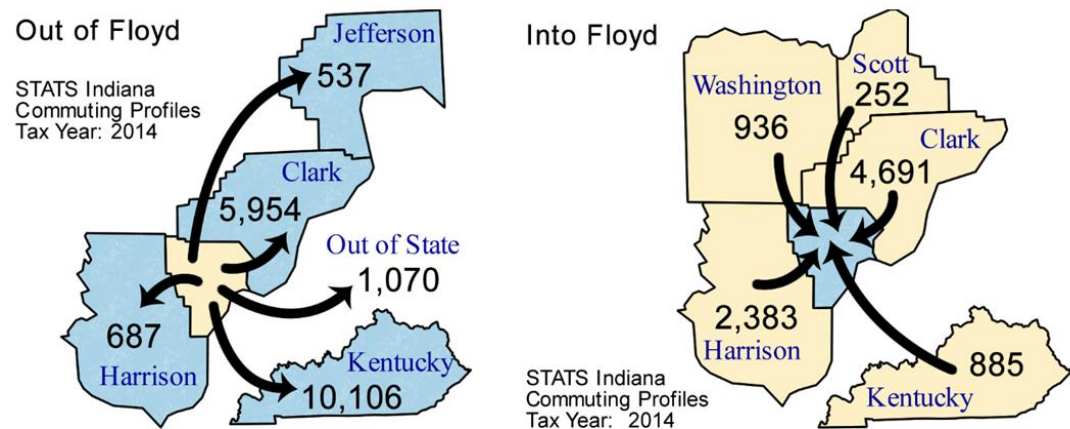 Out of Floyd
STATS Indiana
Commuting Profiles
Tax Year: 2014
Jefferson
537
Clark
5,954
Out of State
1,070
687
Harrison
Kentucky
10,106
Into Floyd
Washington
936
Scott
252
Clark
4,691
2,383
Harrison
885
Kentucky
STATS Indiana
Commuting Profiles
Tax Year: 2014